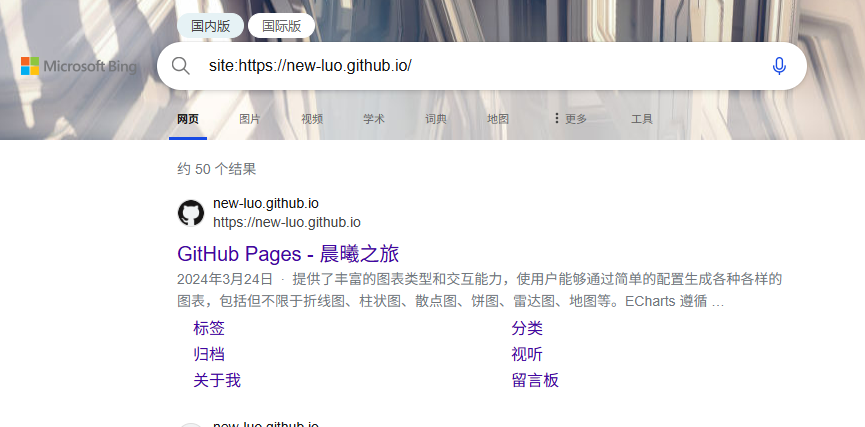 国内版 国际版
Microsoft Bing
site:https://new-luo.github.io/
网页 图片 视频 学术 词典 地图 更多 工具
约 50 个结果
new-luo.github.io
https://new-luo.github.io
GitHub Pages - 晨曦之旅
2024年3月24日 · 提供了丰富的图表类型和交互能力，使用户能够通过简单的配置生成各种各样的
图表，包括但不限于折线图、柱状图、散点图、饼图、雷达图、地图等。ECharts 遵循 ...
标签 分类
归档 视听
关于我 留言板
new-luo.github.io